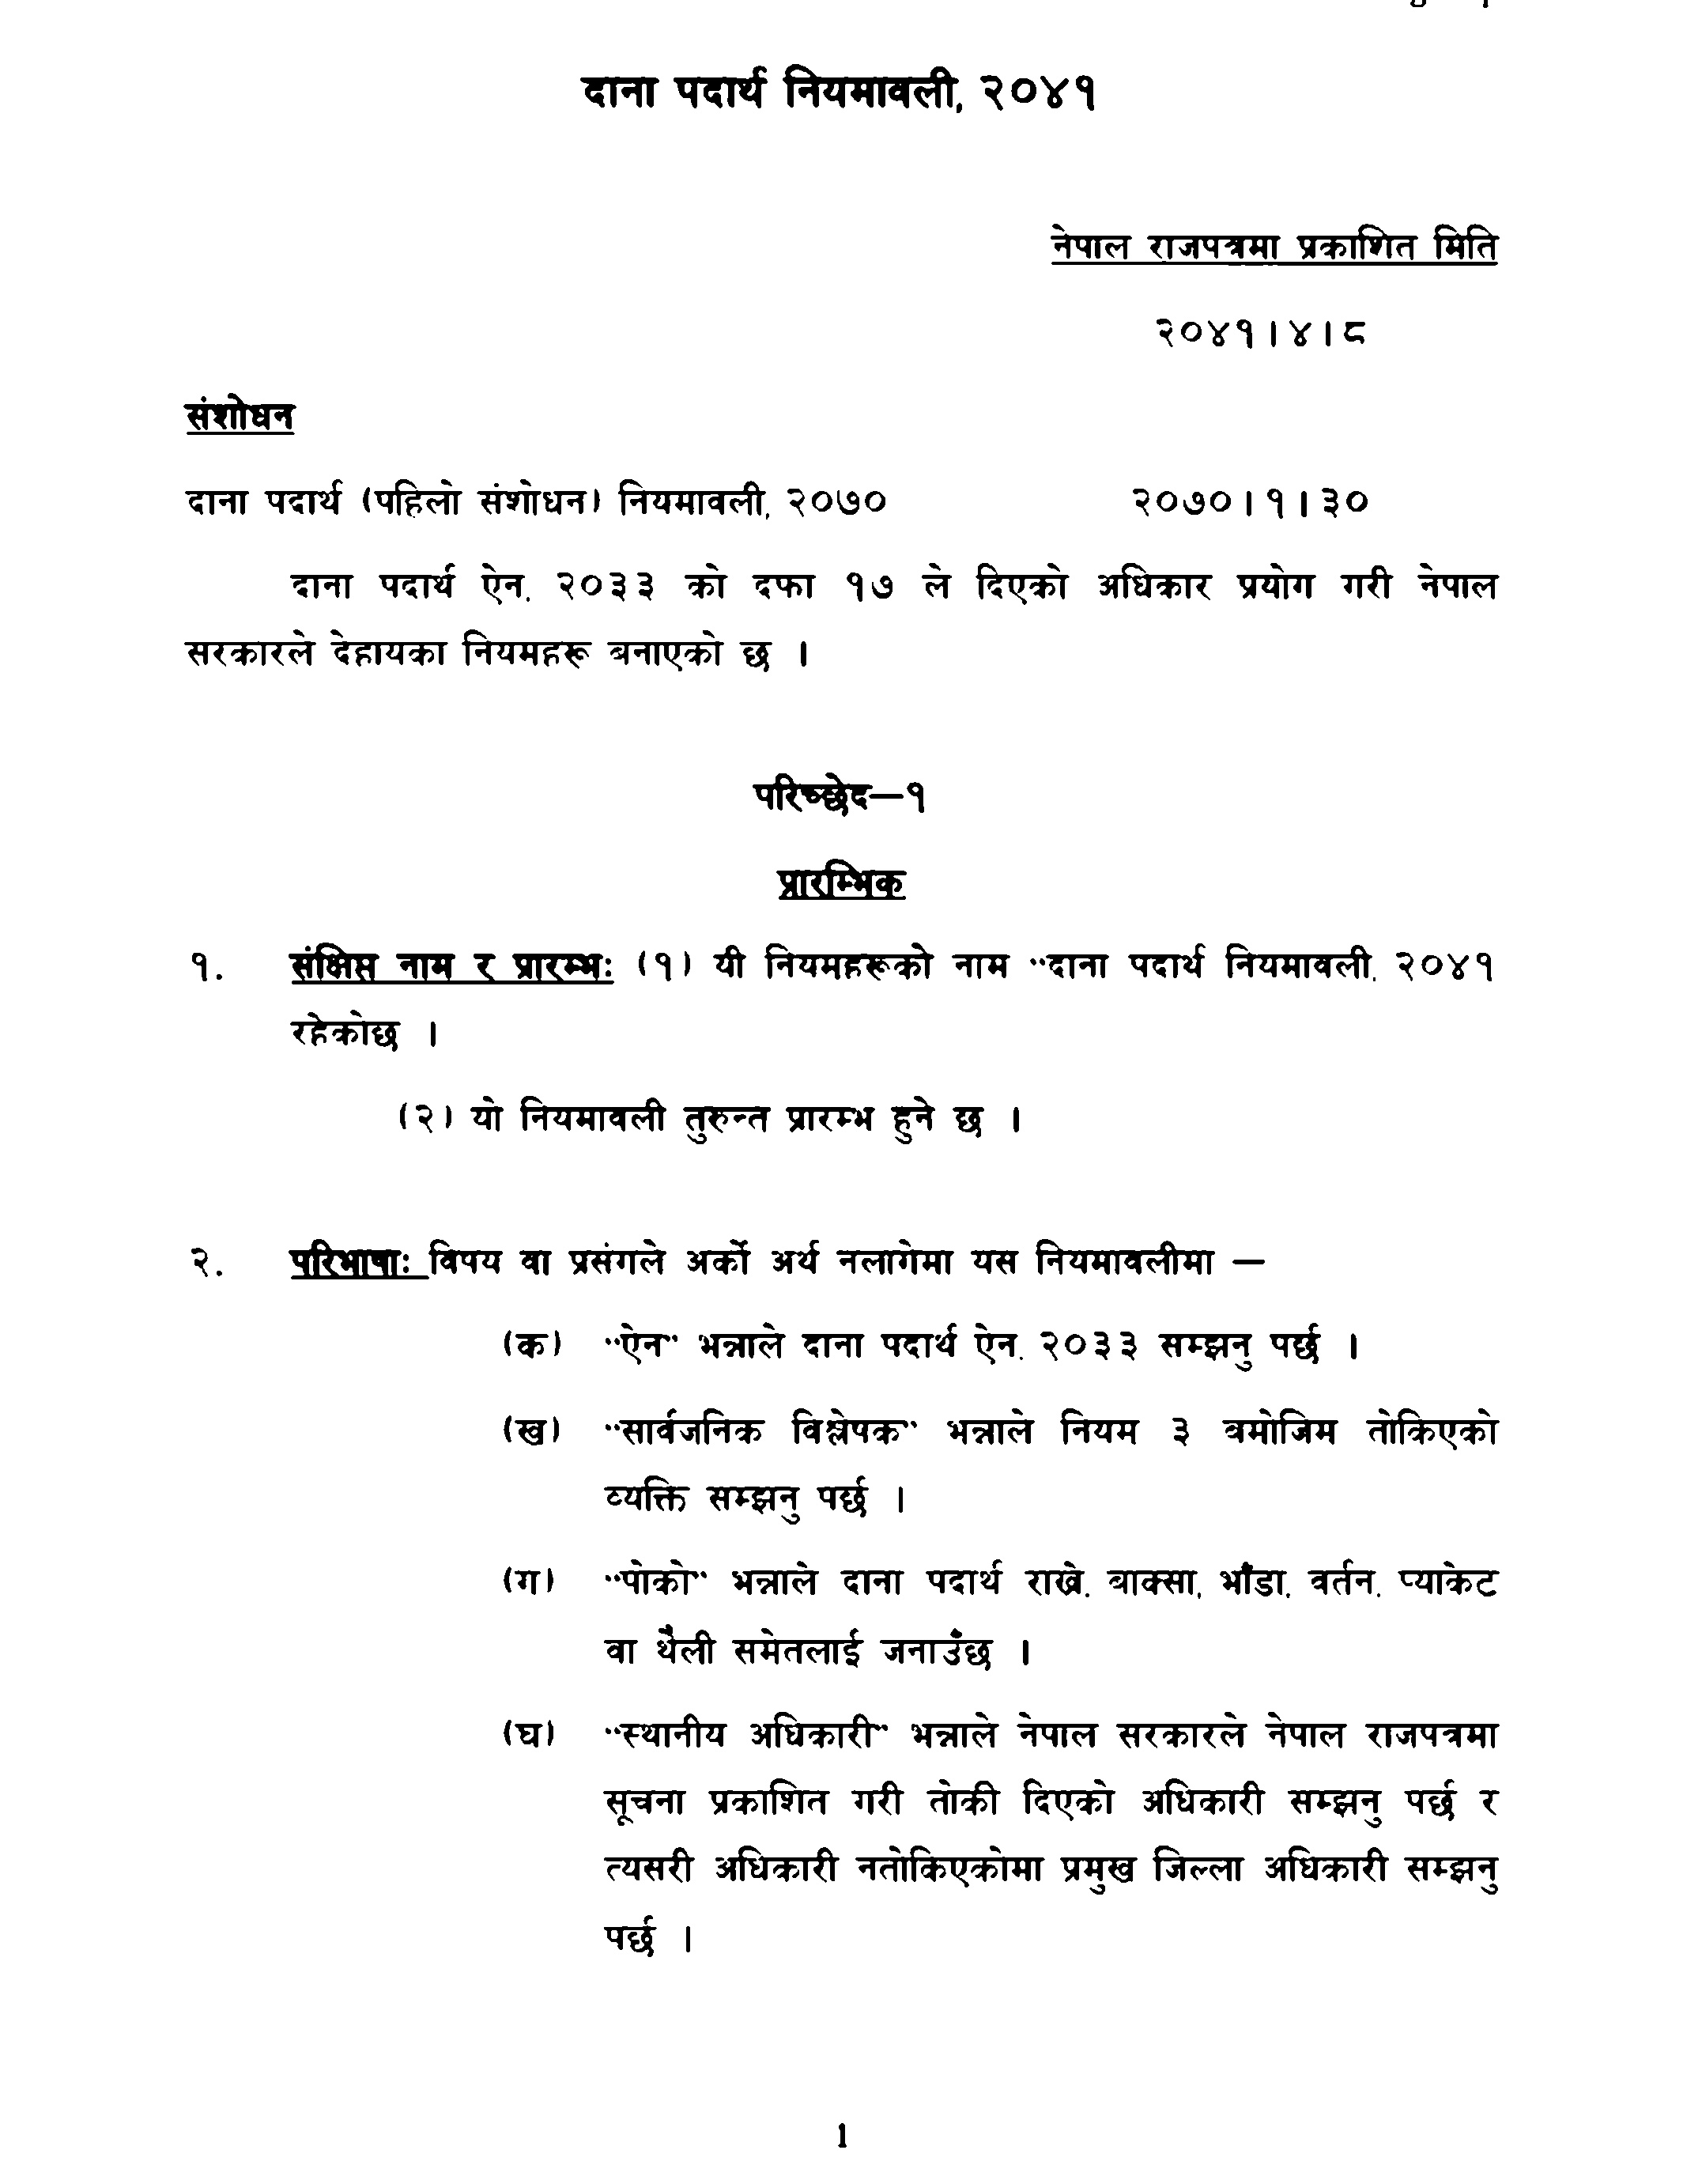 दाना पदार्थ नियमावली, २०४१
नेपाल राजपत्रमा प्रकाशित मिति
२०४१।४।८
संशोधन
दाना पदार्थ (पहिलो संशोधन) नियमावली, २०७० २०७०।१।३०
दाना पदार्थ ऐन, २०३३ को दफा १७ ले दिएको अधिकार प्रयोग गरी नेपाल
सरकारले देहायका नियमहरू बनाएको छ ।
परिच्छेद–१
प्रारम्भिक
१. संक्षिप्त नाम र प्रारम्भः (१) यी नियमहरूको नाम "दाना पदार्थ नियमावली, २०४१
रहेकोछ ।
(२) यो नियमावली तुरुन्त प्रारम्भ हुने छ ।
२. परिभाषाः विषय वा प्रसंगले अर्को अर्थ नलागेमा यस नियमावलीमा –
(क) "ऐन" भन्नाले दाना पदार्थ ऐन, २०३३ सम्झनु पर्छ ।
(ख) "सार्वजनिक विश्लेषक" भन्नाले नियम ३ बमोजिम तोकिएको
व्यक्ति सम्झनु पर्छ ।
(ग) "पोको" भन्नाले दाना पदार्थ राख्ने, बाक्सा, भाँडा, वर्तन, प्याकेट
वा थैली समेतलाई जनाउँछ ।
(घ) "स्थानीय अधिकारी" भन्नाले नेपाल सरकारले नेपाल राजपत्रमा
सूचना प्रकाशित गरी तोकी दिएको अधिकारी सम्झनु पर्छ र
त्यसरी अधिकारी नतोकिएकोमा प्रमुख जिल्ला अधिकारी सम्झनु
पर्छ ।
1